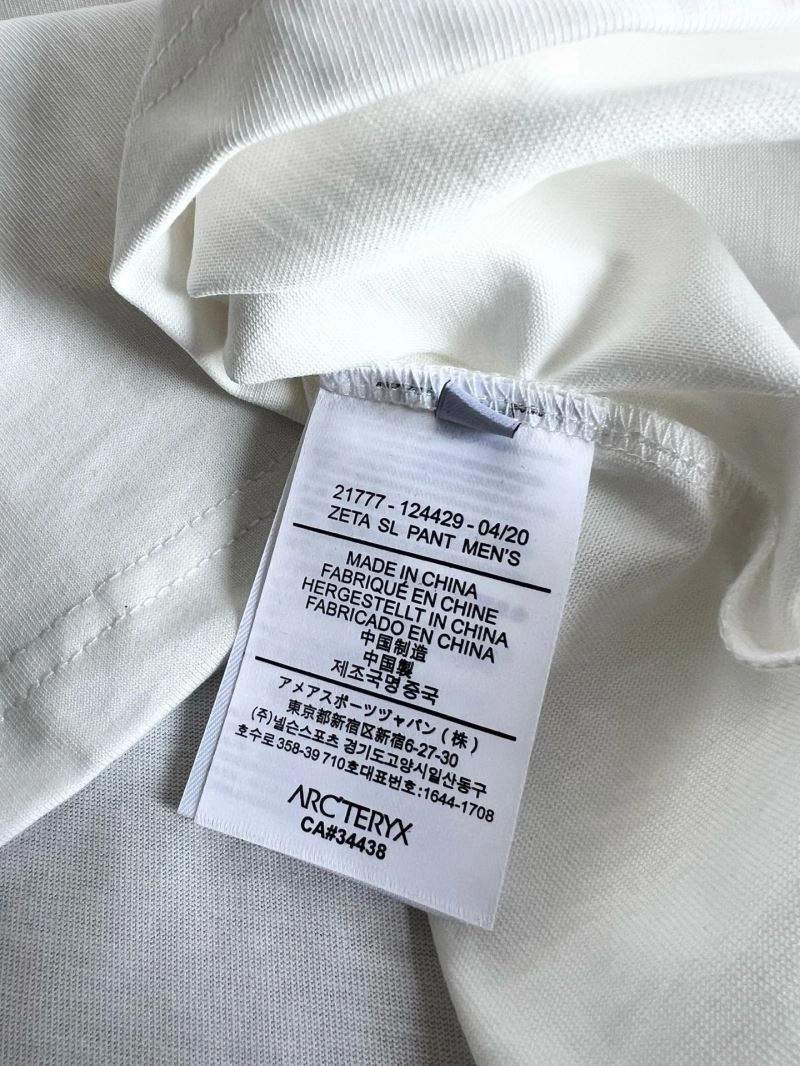 21777 - 124429 - 04/20
ZETA SL PANT MEN'S
MADE IN CHINA
FABRIQUÉ EN CHINE
HERGESTELLT IN CHINA
FABRICADO EN CHINA
中国制造
中国製
제조국명 중국
アメアスポーツヅャパン (株)
東京都新宿区新宿6-27-30
(주)넬슨스포츠 경기도고양시일산동구
호수로 358-39 710호대표번호:1644-1708
ARC'TERYX
CA#34438